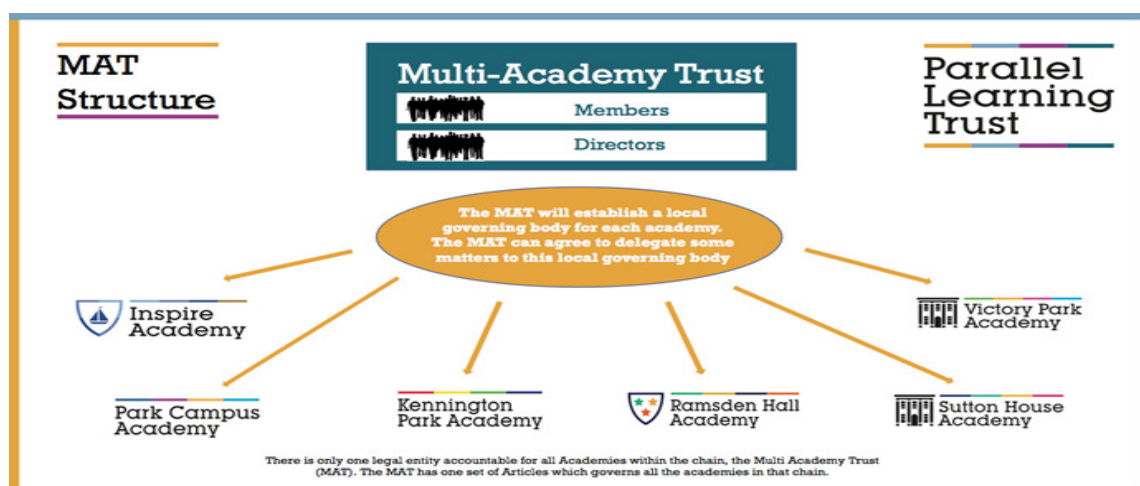 MAT
Structure
Multi-Academy Trust
Members
Directors
Parallel
Learning
Trust
The MAT will establish a local
governing body for each academy.
The MAT can agree to delegate some
matters to this local governing body
Inspire
Academy
Victory Park
Academy
Park Campus
Academy
Kennington
Park Academy
Ramsden Hall
Academy
Sutton House
Academy
There is only one legal entity accountable for all Academies within the chain, the Multi Academy Trust
(MAT). The MAT has one set of Articles which governs all the academies in that chain.